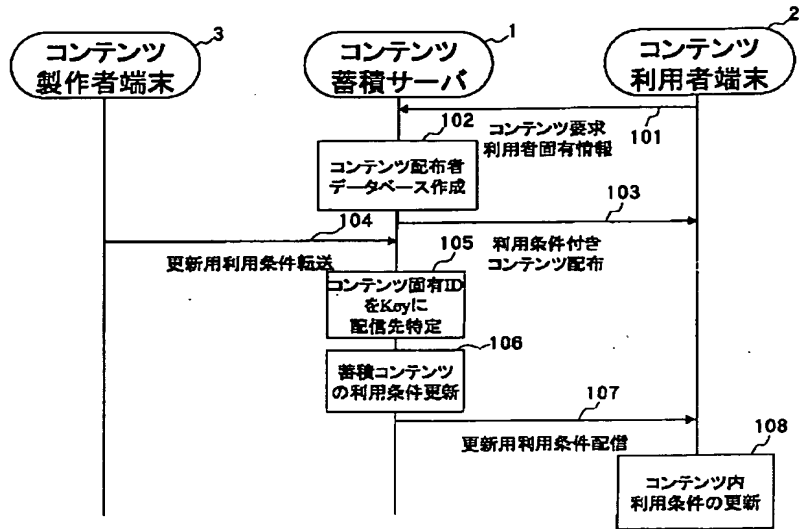 3
コンテンツ
製作者端末
1
コンテンツ
蓄積サーバ
2
コンテンツ
利用者端末
101
コンテンツ要求
利用者固有情報
102
コンテンツ配布者
データベース作成
103
利用条件付き
コンテンツ配布
104
更新用利用条件転送
105
コンテンツ固有ID
をKeyに
配信先特定
106
蓄積コンテンツ
の利用条件更新
107
更新用利用条件配信
108
コンテンツ内
利用条件の更新